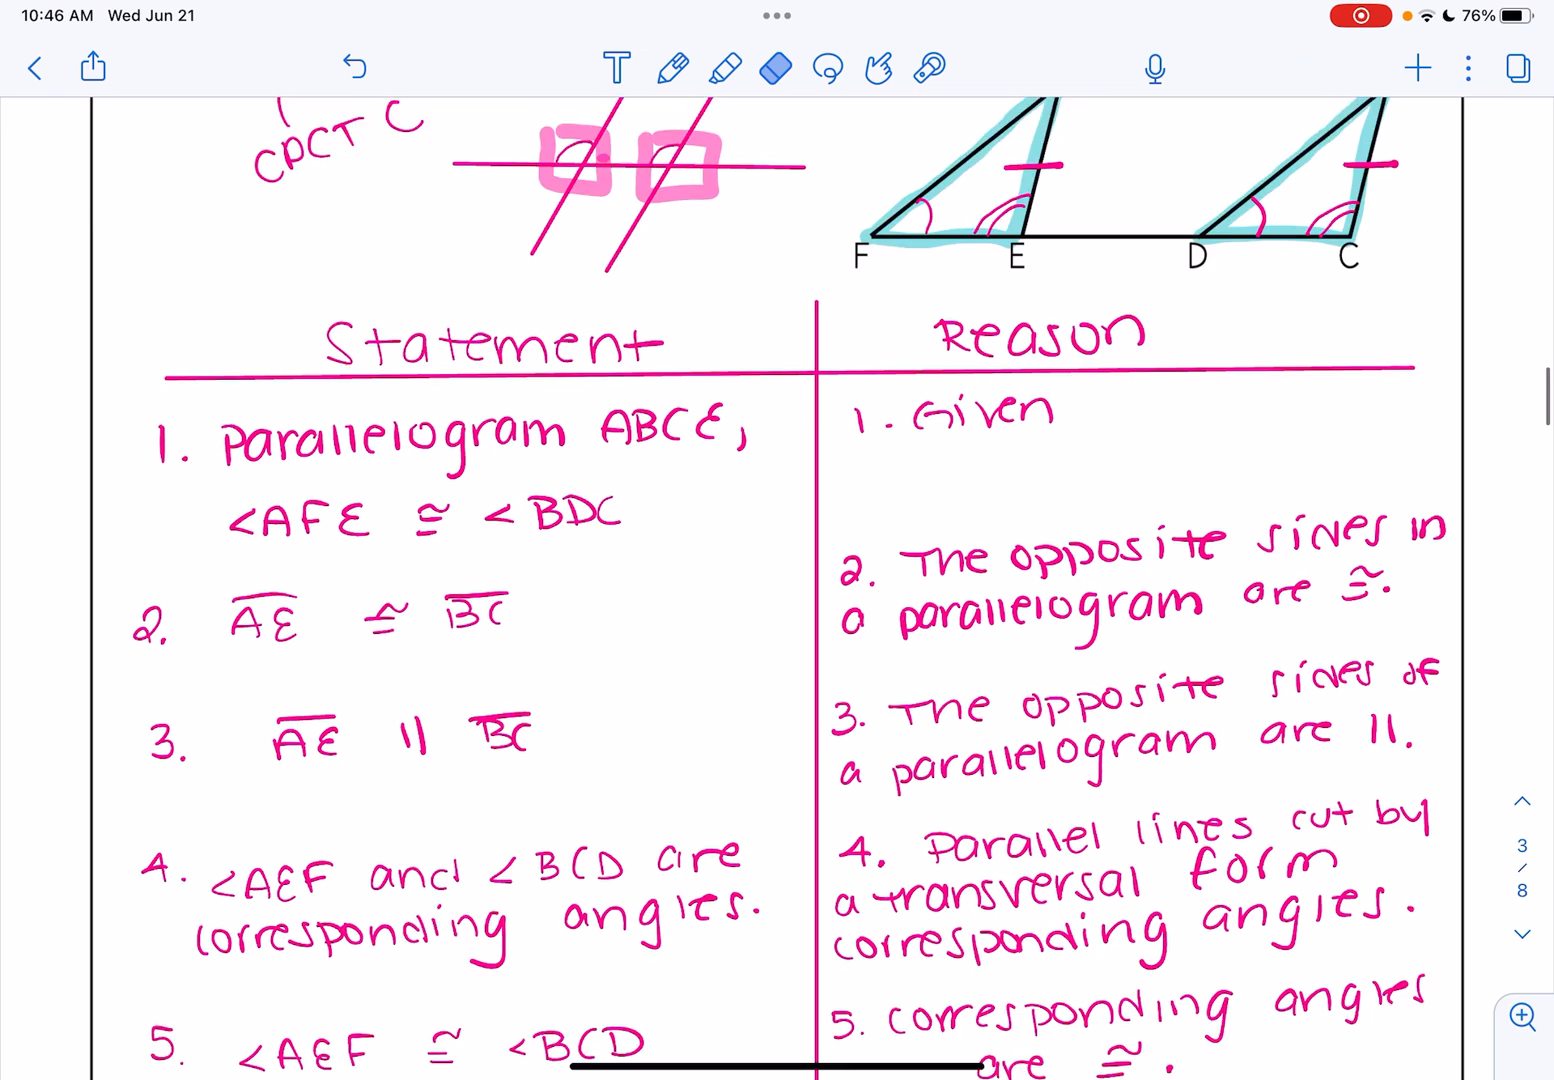 10:46 AM Wed Jun 21
76%
CPCTC
F E D C
Statement
Reason
1. Parallelogram ABCE,
<AFE ≅ <BDC
1. Given
2. AE ≅ BC
2. The opposite sides in
a parallelogram are ≅.
3. AE || BC
3. The opposite sides of
a parallelogram are ||.
4. <AEF and <BCD are
corresponding angles.
4. Parallel lines cut by
a transversal form
corresponding angles.
5. <AEF ≅ <BCD
5. corresponding angles
are ≅.
3
/
8